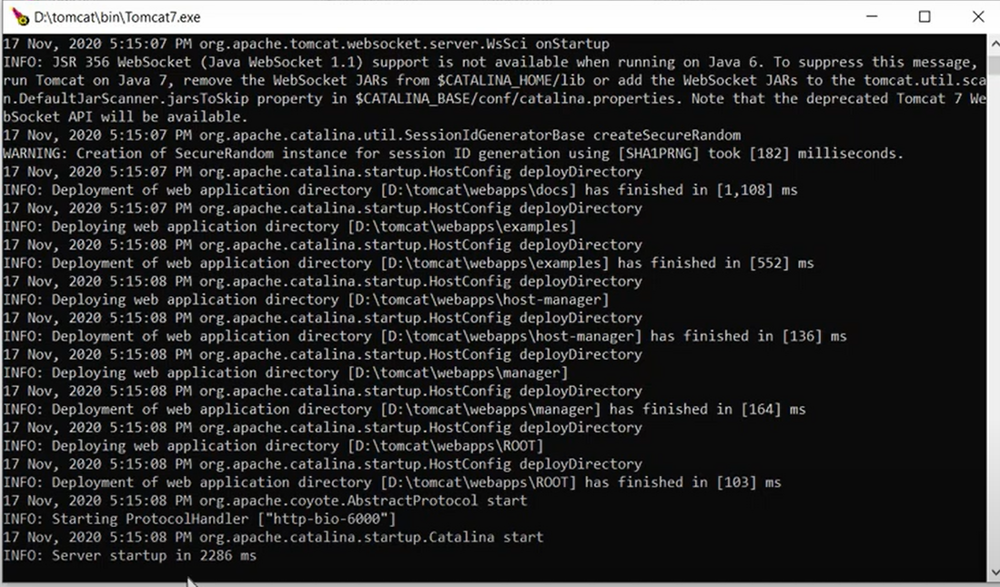 D:\tomcat\bin\Tomcat7.exe
17 Nov, 2020 5:15:07 PM org.apache.tomcat.websocket.server.WsSci onStartup
INFO: JSR 356 WebSocket (Java WebSocket 1.1) support is not available when running on Java 6. To suppress this message,
run Tomcat on Java 7, remove the WebSocket JARs from $CATALINA_HOME/lib or add the WebSocket JARs to the tomcat.util.sca
n.DefaultJarScanner.jarsToSkip property in $CATALINA_BASE/conf/catalina.properties. Note that the deprecated Tomcat 7 We
bSocket API will be available.
17 Nov, 2020 5:15:07 PM org.apache.catalina.util.SessionIdGeneratorBase createSecureRandom
WARNING: Creation of SecureRandom instance for session ID generation using [SHA1PRNG] took [182] milliseconds.
17 Nov, 2020 5:15:07 PM org.apache.catalina.startup.HostConfig deployDirectory
INFO: Deployment of web application directory [D:\tomcat\webapps\docs] has finished in [1,108] ms
17 Nov, 2020 5:15:07 PM org.apache.catalina.startup.HostConfig deployDirectory
INFO: Deploying web application directory [D:\tomcat\webapps\examples]
17 Nov, 2020 5:15:08 PM org.apache.catalina.startup.HostConfig deployDirectory
INFO: Deployment of web application directory [D:\tomcat\webapps\examples] has finished in [552] ms
17 Nov, 2020 5:15:08 PM org.apache.catalina.startup.HostConfig deployDirectory
INFO: Deploying web application directory [D:\tomcat\webapps\host-manager]
17 Nov, 2020 5:15:08 PM org.apache.catalina.startup.HostConfig deployDirectory
INFO: Deployment of web application directory [D:\tomcat\webapps\host-manager] has finished in [136] ms
17 Nov, 2020 5:15:08 PM org.apache.catalina.startup.HostConfig deployDirectory
INFO: Deploying web application directory [D:\tomcat\webapps\manager]
17 Nov, 2020 5:15:08 PM org.apache.catalina.startup.HostConfig deployDirectory
INFO: Deployment of web application directory [D:\tomcat\webapps\manager] has finished in [164] ms
17 Nov, 2020 5:15:08 PM org.apache.catalina.startup.HostConfig deployDirectory
INFO: Deploying web application directory [D:\tomcat\webapps\ROOT]
17 Nov, 2020 5:15:08 PM org.apache.catalina.startup.HostConfig deployDirectory
INFO: Deployment of web application directory [D:\tomcat\webapps\ROOT] has finished in [103] ms
17 Nov, 2020 5:15:08 PM org.apache.coyote.AbstractProtocol start
INFO: Starting ProtocolHandler ["http-bio-6000"]
17 Nov, 2020 5:15:08 PM org.apache.catalina.startup.Catalina start
INFO: Server startup in 2286 ms